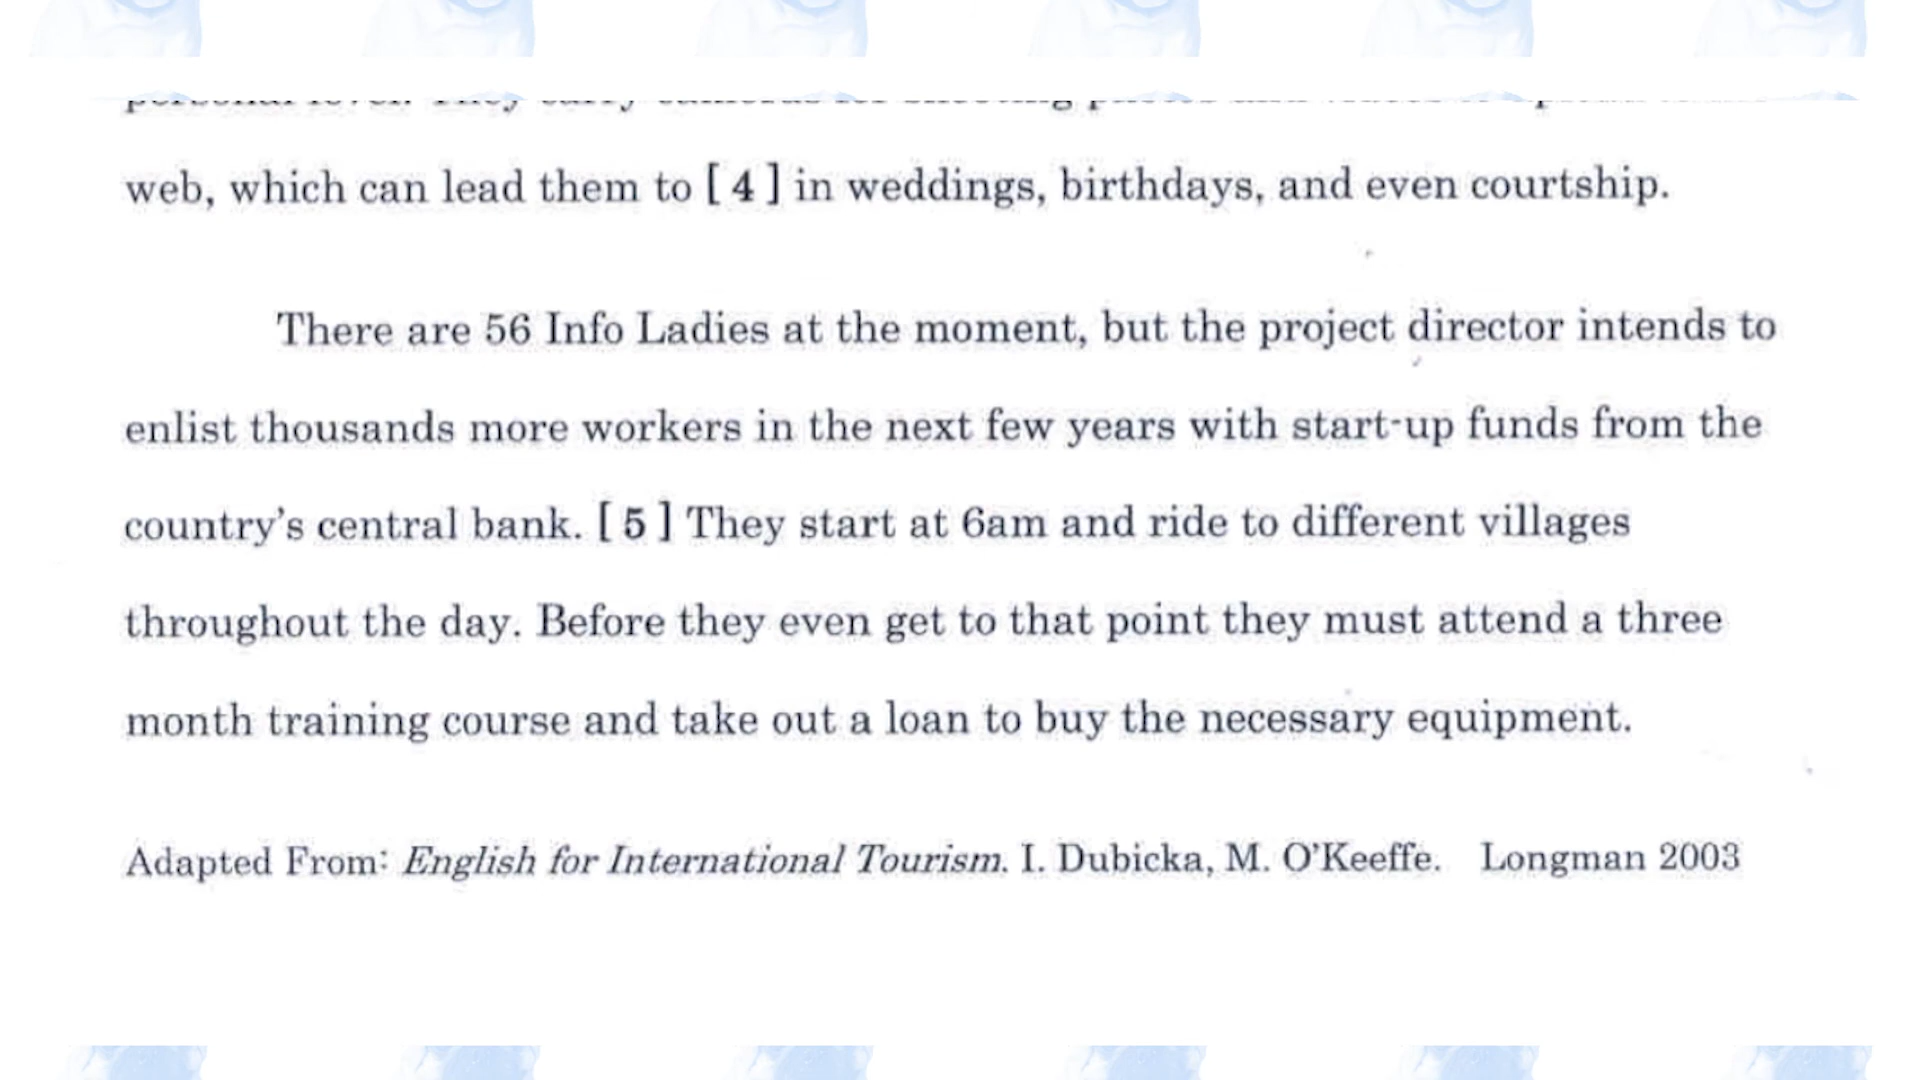 web, which can lead them to [ 4 ] in weddings, birthdays, and even courtship.
There are 56 Info Ladies at the moment, but the project director intends to
enlist thousands more workers in the next few years with start-up funds from the
country's central bank. [ 5 ] They start at 6am and ride to different villages
throughout the day. Before they even get to that point they must attend a three
month training course and take out a loan to buy the necessary equipment.
Adapted From: English for International Tourism. I. Dubicka, M. O'Keeffe. Longman 2003